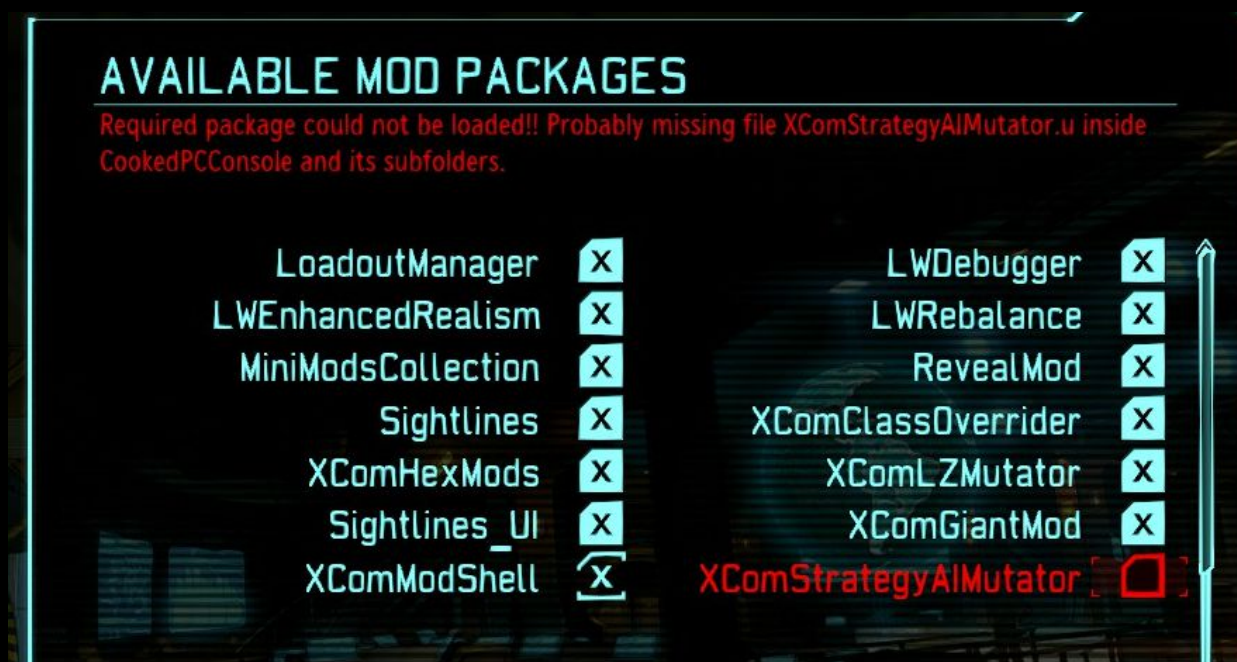 AVAILABLE MOD PACKAGES
Required package could not be loaded!! Probably missing file XComStrategyAIMutator.u inside
CookedPCConsole and its subfolders.
LoadoutManager X LWDebugger X
LWEnhancedRealism X LWRebalance X
MiniModsCollection X RevealMod X
Sightlines X XComClassOverrider X
XComHexMods X XComLZMutator X
Sightlines_UI X XComGiantMod X
XComModShell X XComStrategyAIMutator